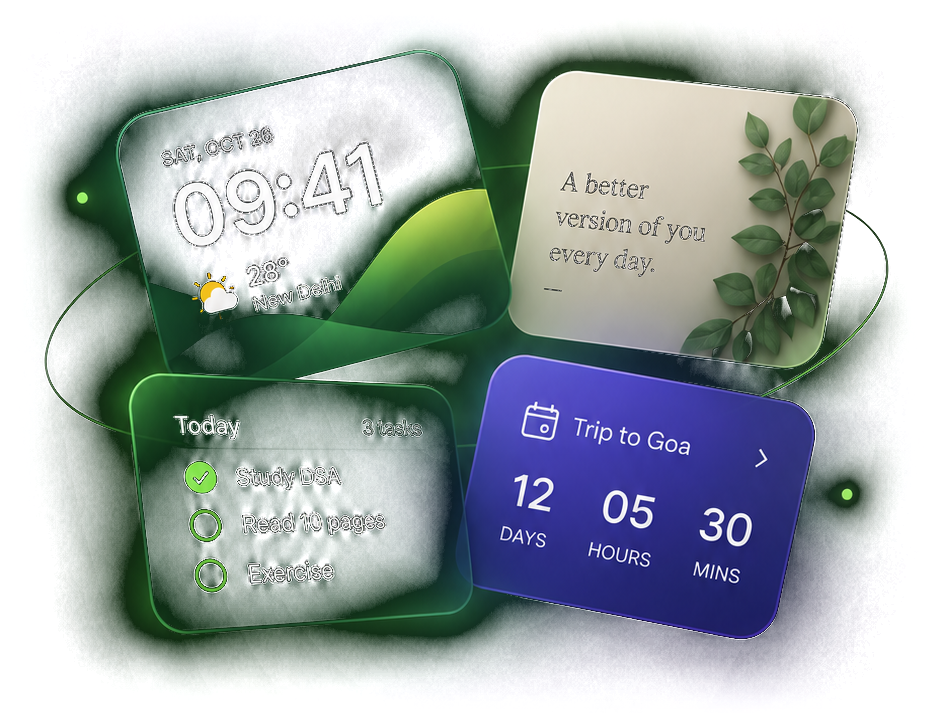 SAT, OCT 26
09:41
28°
New Delhi
A better
version of you
every day.
—
Today
3 tasks
Study DSA
Read 10 pages
Exercise
Trip to Goa
12
05
30
DAYS
HOURS
MINS